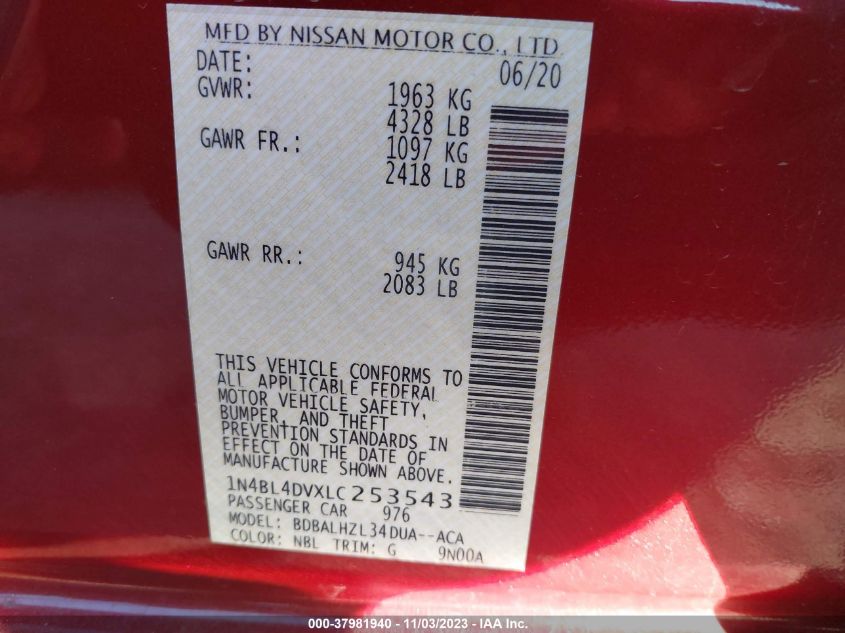 MFD BY NISSAN MOTOR CO., LTD
DATE: 06/20
GVWR: 1963 KG
4328 LB
GAWR FR.: 1097 KG
2418 LB
GAWR RR.: 945 KG
2083 LB
THIS VEHICLE CONFORMS TO
ALL APPLICABLE FEDERAL
MOTOR VEHICLE SAFETY,
BUMPER, AND THEFT
PREVENTION STANDARDS IN
EFFECT ON THE DATE OF
MANUFACTURE SHOWN ABOVE.
1N4BL4DVXLC253543
PASSENGER CAR 976
MODEL: BDBALHZL34DUA--ACA
COLOR: NBL TRIM: G 9N00A
000-37981940 - 11/03/2023 - IAA Inc.